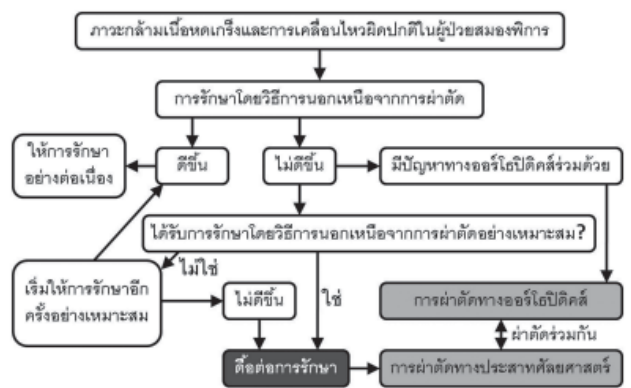 ภาวะกล้ามเนื้อหดเกร็งและการเคลื่อนไหวผิดปกติในผู้ป่วยสมองพิการ
การรักษาโดยวิธีการนอกเหนือจากการผ่าตัด
ให้การรักษา
อย่างต่อเนื่อง
ดีขึ้น
ไม่ดีขึ้น
มีปัญหาทางออร์โธปิดิคส์ร่วมด้วย
ได้รับการรักษาโดยวิธีการนอกเหนือจากการผ่าตัดอย่างเหมาะสม?
ไม่ใช่
เริ่มให้การรักษาอีก
ครั้งอย่างเหมาะสม
ไม่ดีขึ้น
ใช่
การผ่าตัดทางออร์โธปิดิคส์
ผ่าตัดร่วมกัน
ดื้อต่อการรักษา
การผ่าตัดทางประสาทศัลยศาสตร์